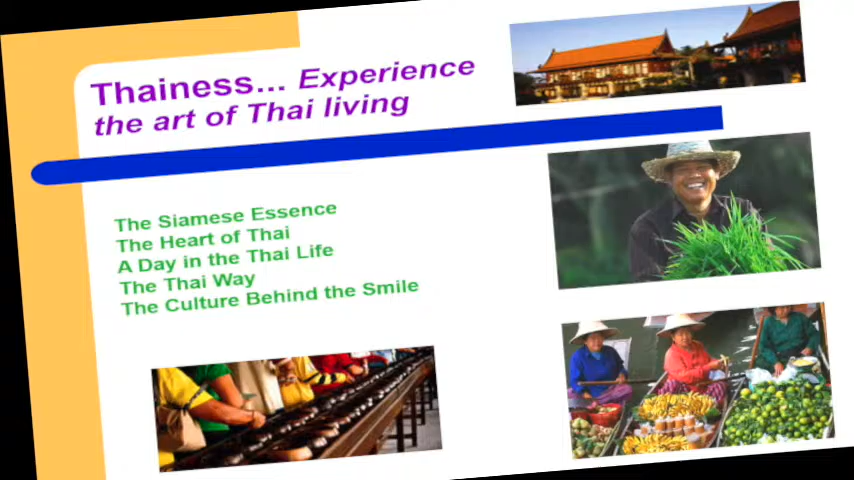 Thainess... Experience
the art of Thai living
The Siamese Essence
The Heart of Thai
A Day in the Thai Life
The Thai Way
The Culture Behind the Smile